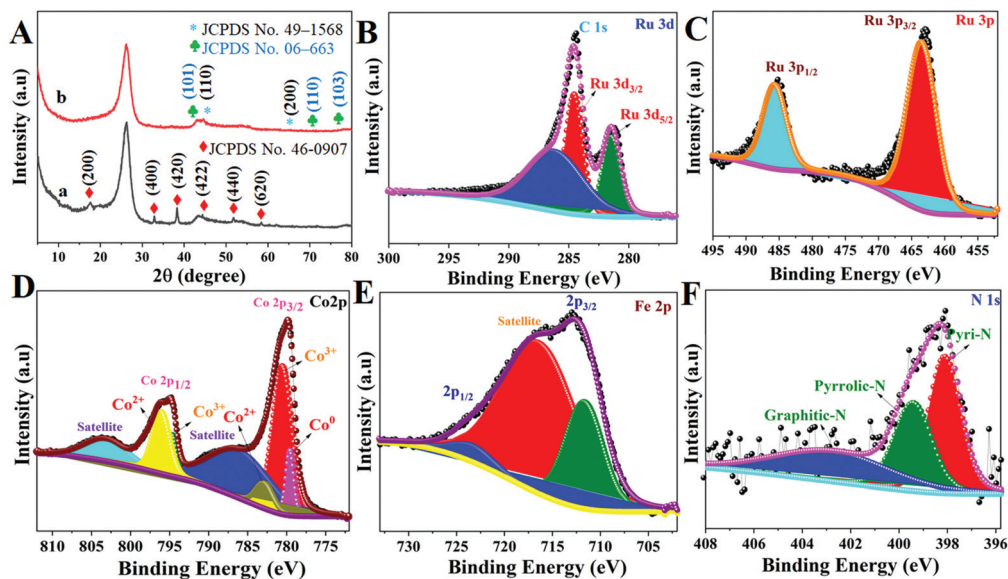 A
* JCPDS No. 49–1568
♣ JCPDS No. 06–663
(101)
(110)
(200)
(110)
(103)
b
♦ JCPDS No. 46-0907
a
(200)
(400)
(420)
(422)
(440)
(620)
Intensity (a.u)
10 20 30 40 50 60 70 80
2θ (degree)
B
C 1s
Ru 3d
Ru 3d3/2
Ru 3d5/2
Intensity (a.u)
300 295 290 285 280
Binding Energy (eV)
C
Ru 3p3/2
Ru 3p
Ru 3p1/2
Intensity (a.u)
495 490 485 480 475 470 465 460 455
Binding Energy (eV)
D
Co 2p3/2
Co2p
Co3+
Co 2p1/2
Co2+
Co3+
Co2+
Satellite
Satellite
Co0
Intensity (a.u)
810 805 800 795 790 785 780 775
Binding Energy (eV)
E
2p3/2
Fe 2p
Satellite
2p1/2
Intensity (a.u)
730 725 720 715 710 705
Binding Energy (eV)
F
N 1s
Pyri-N
Pyrrolic-N
Graphitic-N
Intensity (a.u)
408 406 404 402 400 398 396
Binding Energy (eV)